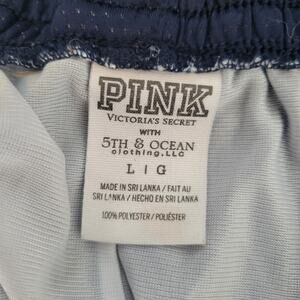 PINK
VICTORIA'S SECRET
WITH
5TH & OCEAN
clothing, LLC
L | G
MADE IN SRI LANKA / FAIT AU
SRI LANKA / HECHO EN SRI LANKA
100% POLYESTER / POLIÉSTER